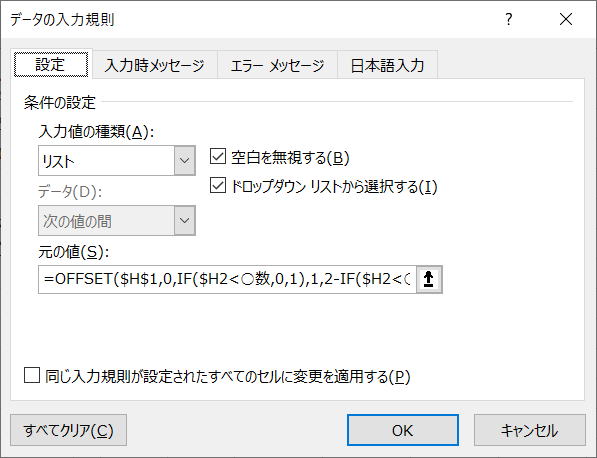 データの入力規則
設定 入力時メッセージ エラー メッセージ 日本語入力
条件の設定
入力値の種類(A):
リスト
空白を無視する(B)
データ(D):
ドロップダウン リストから選択する(I)
次の値の間
元の値(S):
=OFFSET($H$1,0,IF($H2<○数,0,1),1,2-IF($H2<○
同じ入力規則が設定されたすべてのセルに変更を適用する(P)
すべてクリア(C) OK キャンセル